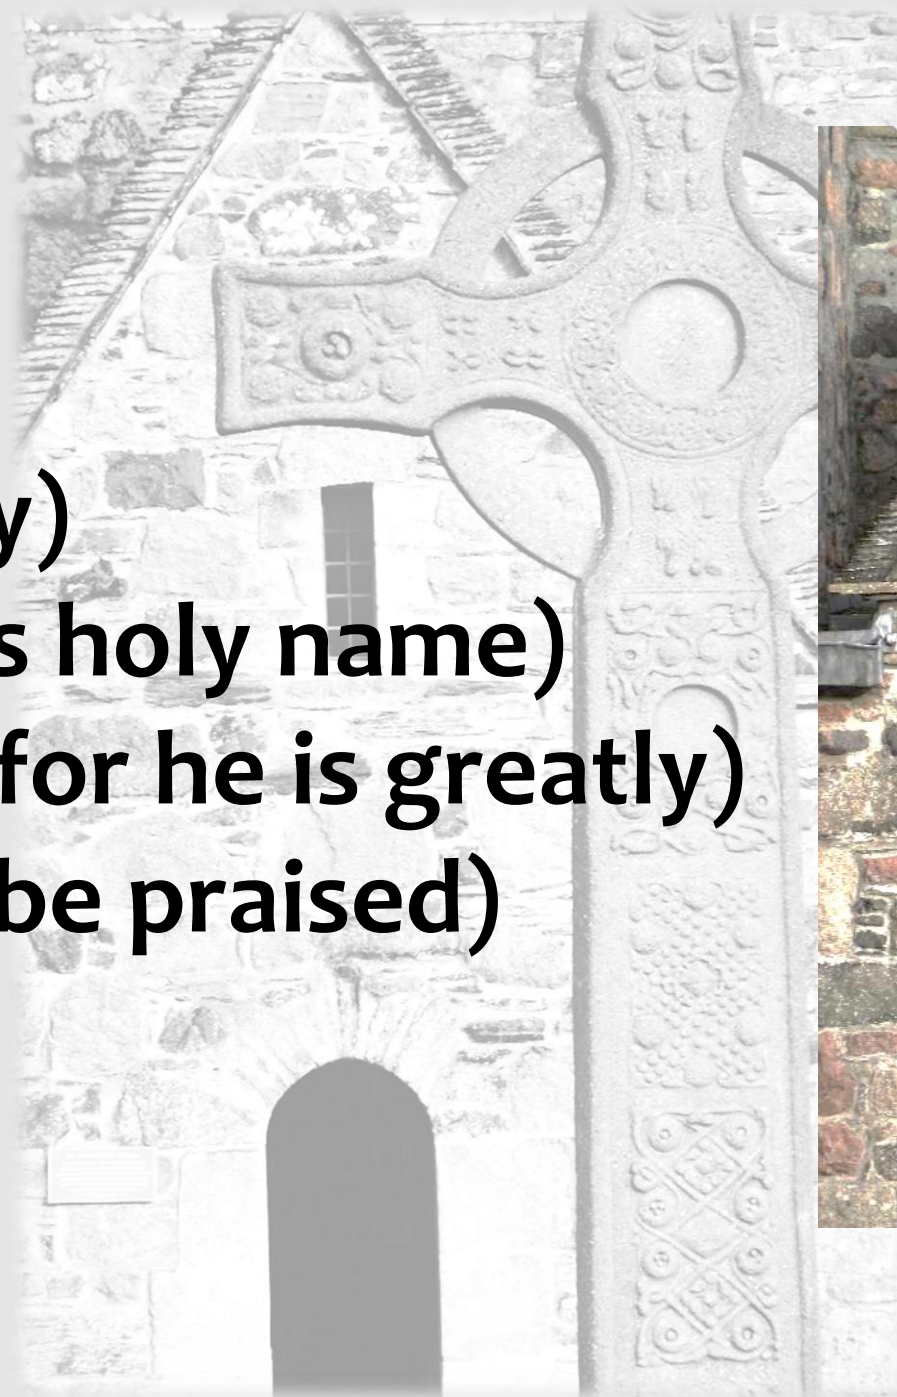 y)
s holy name)
for he is greatly)
be praised)